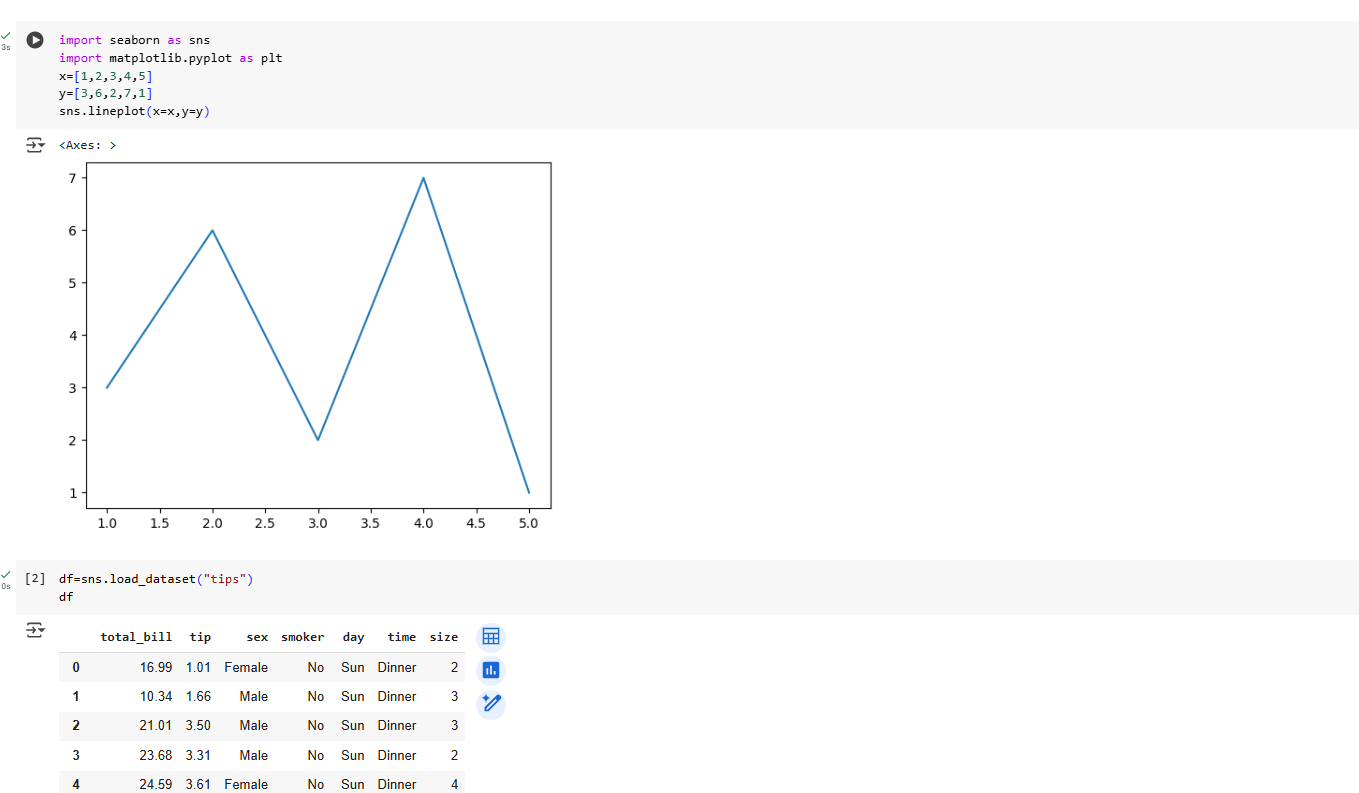 3s
import seaborn as sns
import matplotlib.pyplot as plt
x=[1,2,3,4,5]
y=[3,6,2,7,1]
sns.lineplot(x=x,y=y)
<Axes: >
7
6
5
4
3
2
1
1.0 1.5 2.0 2.5 3.0 3.5 4.0 4.5 5.0
0s
[2] df=sns.load_dataset("tips")
df
total_bill tip sex smoker day time size
0 16.99 1.01 Female No Sun Dinner 2
1 10.34 1.66 Male No Sun Dinner 3
2 21.01 3.50 Male No Sun Dinner 3
3 23.68 3.31 Male No Sun Dinner 2
4 24.59 3.61 Female No Sun Dinner 4